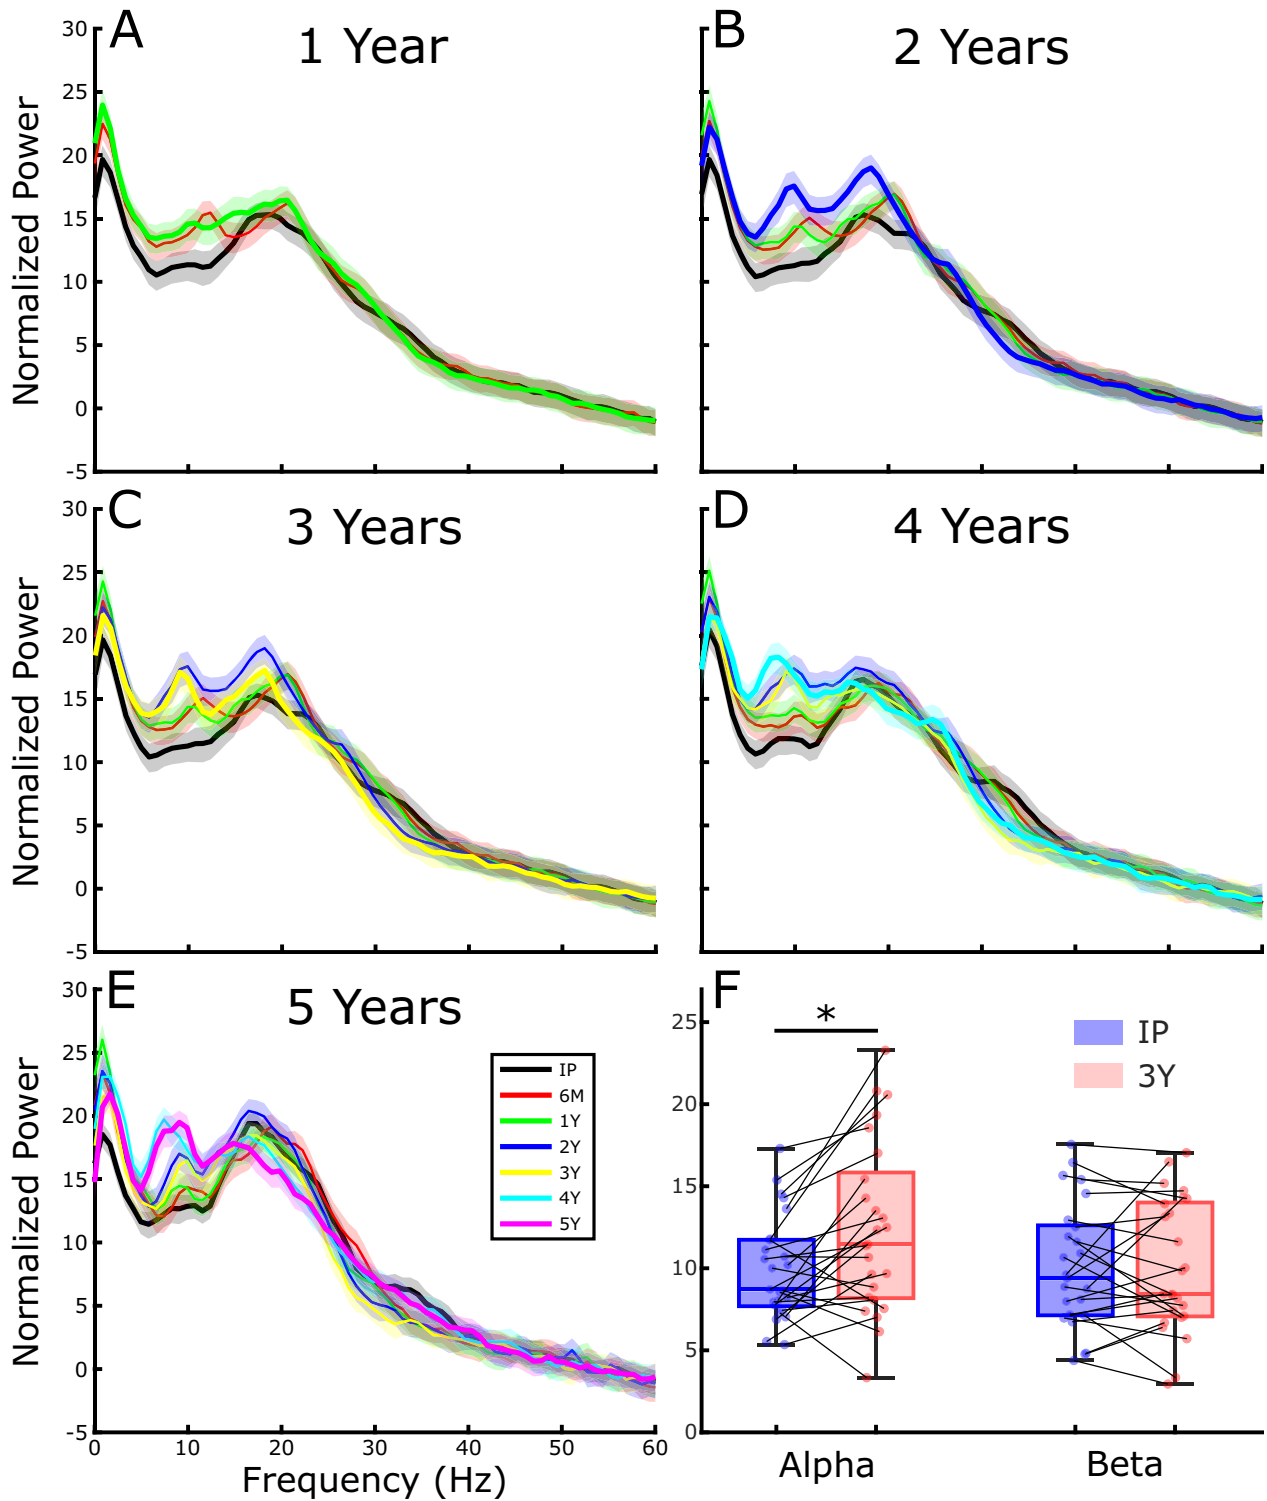 A
1 Year
B
2 Years
30
25
20
15
10
5
0
-5
Normalized Power
C
3 Years
D
4 Years
30
25
20
15
10
5
0
-5
Normalized Power
E
5 Years
30
25
20
15
10
5
0
-5
Normalized Power
IP
6M
1Y
2Y
3Y
4Y
5Y
0 10 20 30 40 50 60
Frequency (Hz)
F
25
20
15
10
5
0
*
IP
3Y
Alpha Beta